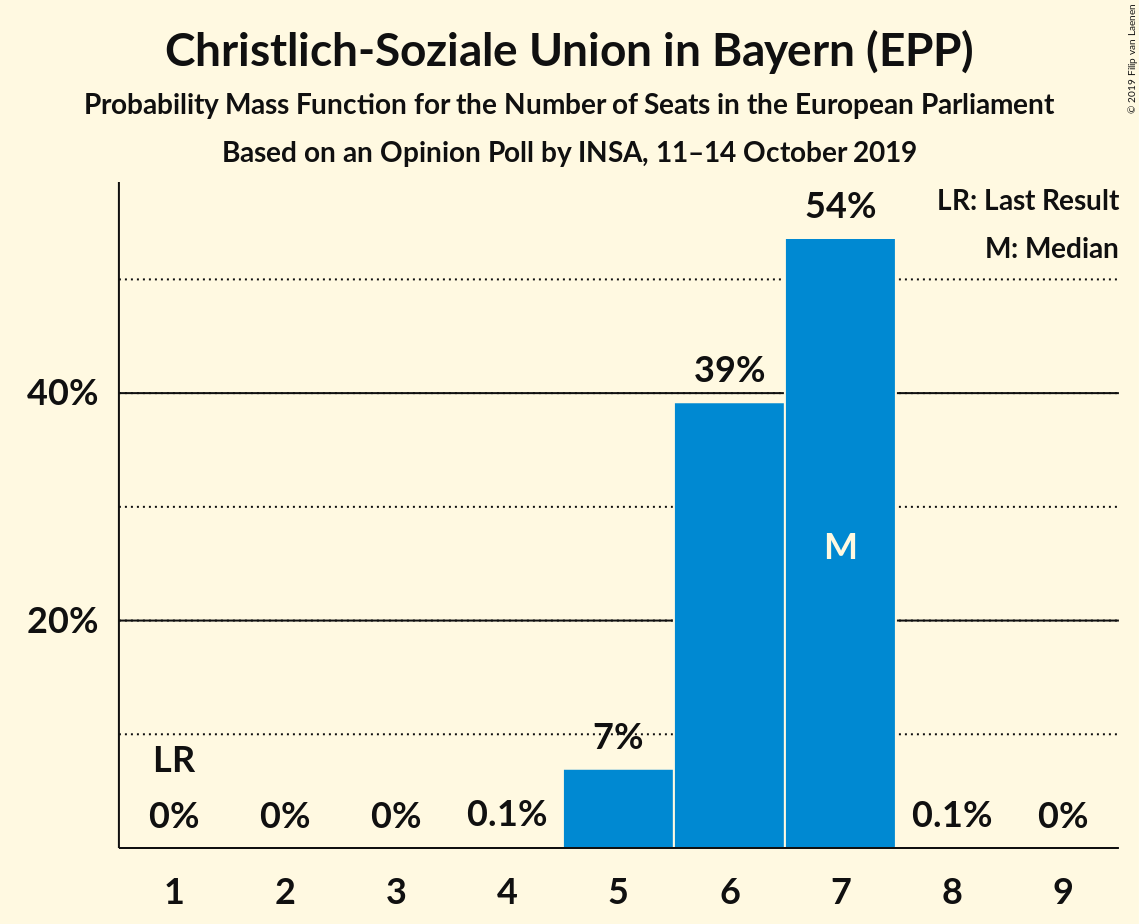 Christlich-Soziale Union in Bayern (EPP)
Probability Mass Function for the Number of Seats in the European Parliament
Based on an Opinion Poll by INSA, 11–14 October 2019
© 2019 Filip van Laenen
LR: Last Result
M: Median
54%
39%
40%
M
20%
7%
LR
0% 0% 0% 0.1% 0.1% 0%
1 2 3 4 5 6 7 8 9